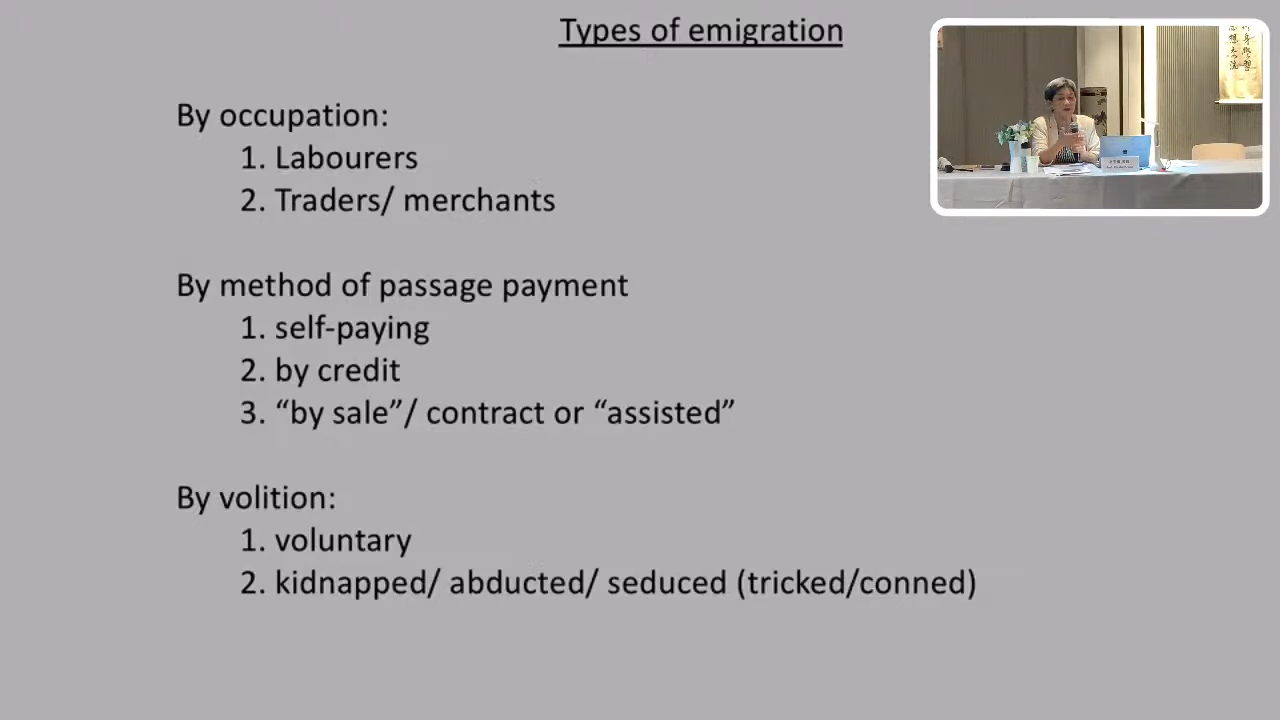 Types of emigration
By occupation:
1. Labourers
2. Traders/ merchants
By method of passage payment
1. self-paying
2. by credit
3. “by sale”/ contract or “assisted”
By volition:
1. voluntary
2. kidnapped/ abducted/ seduced (tricked/conned)